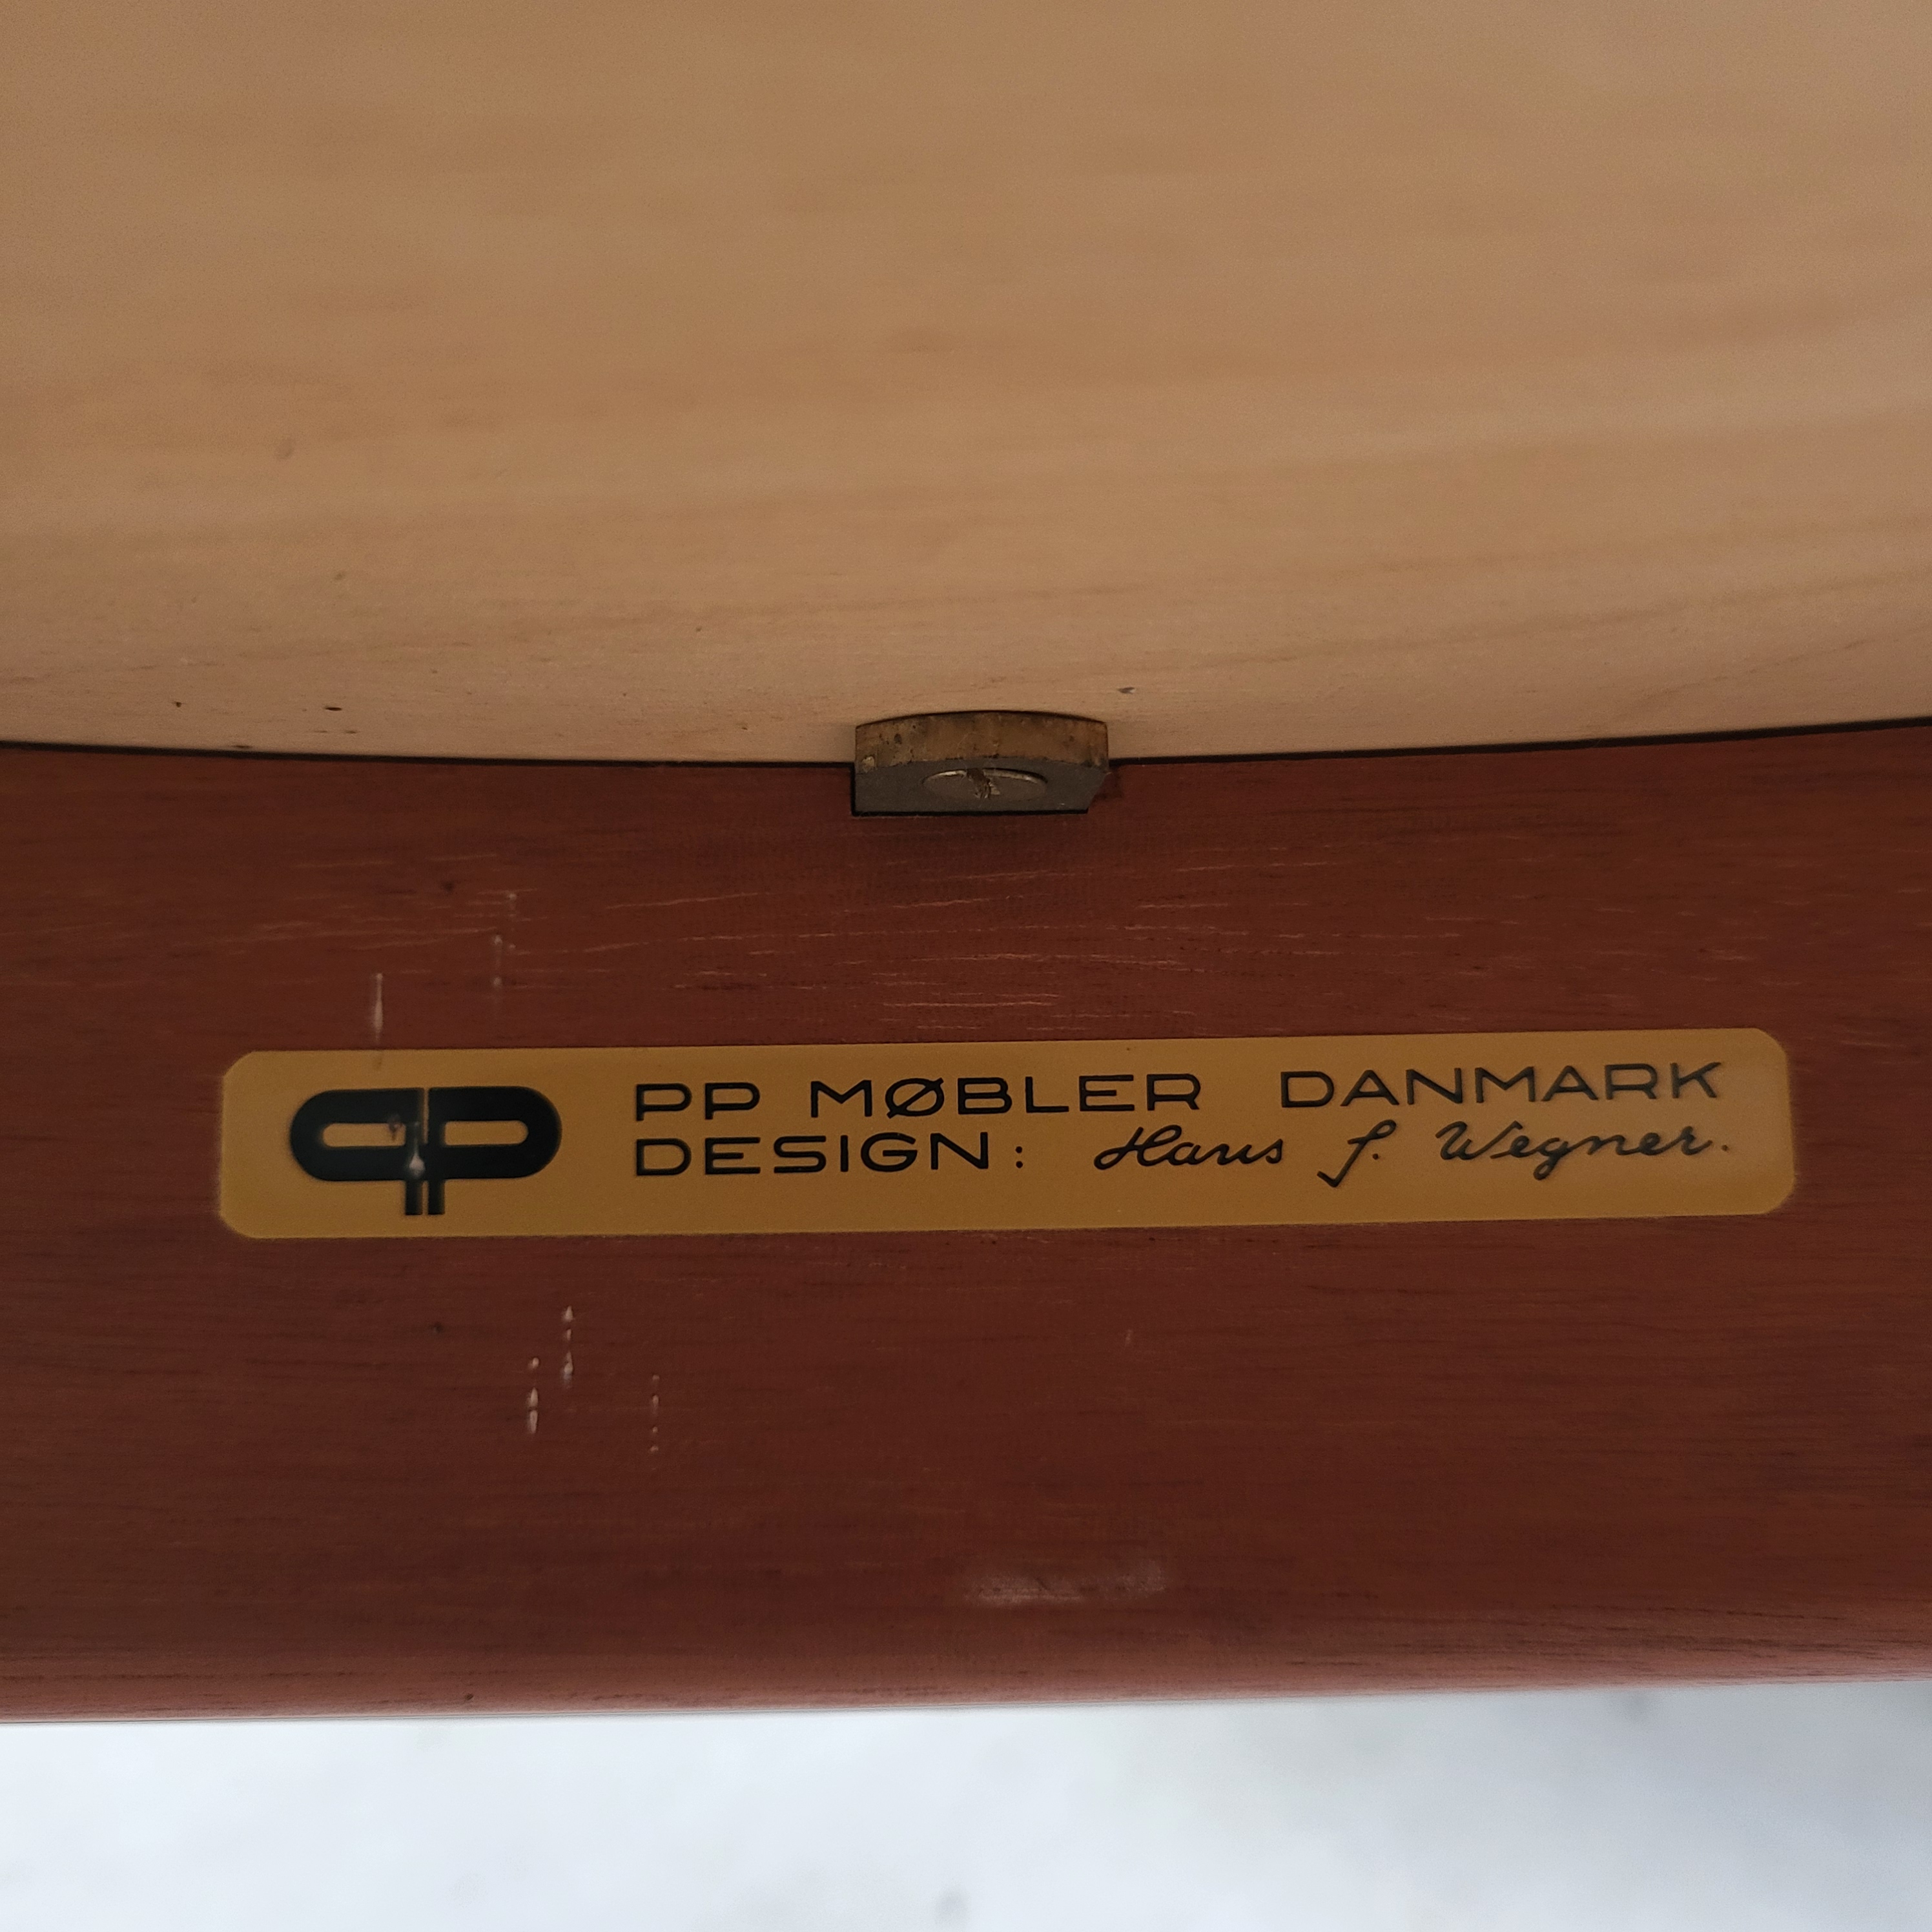 PP MØBLER DANMARK
DESIGN: Hans J. Wegner.